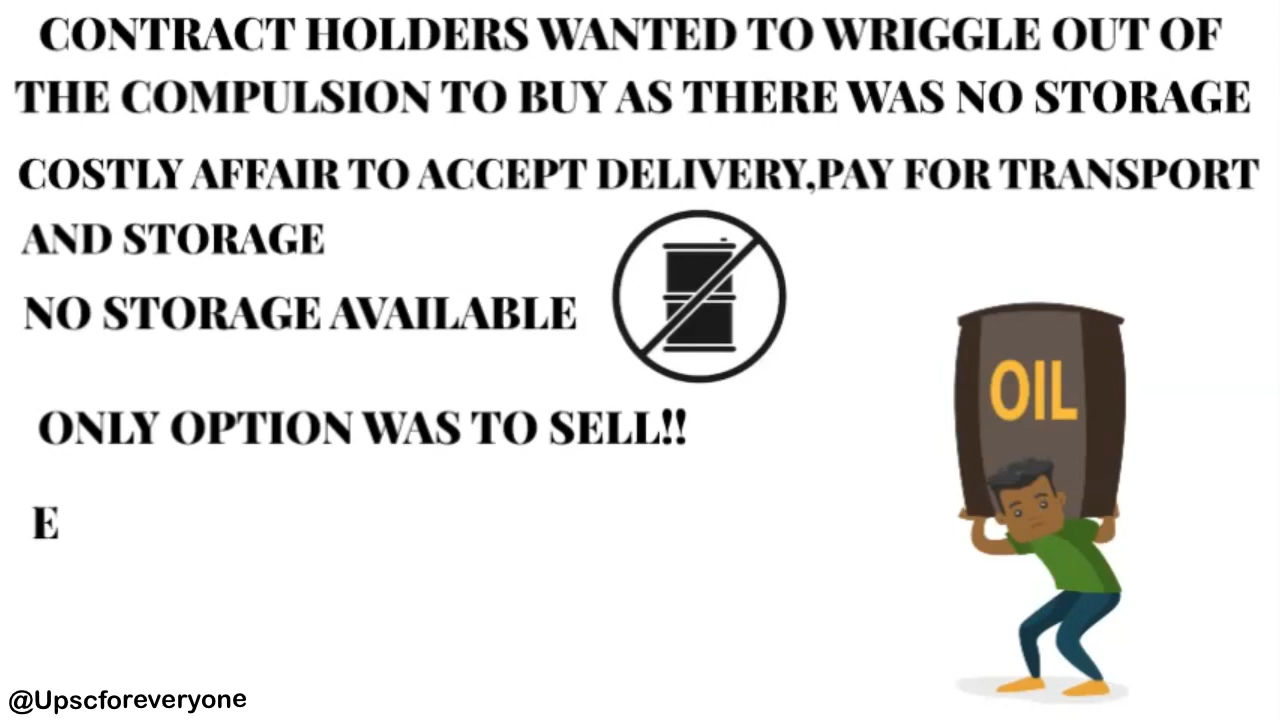 CONTRACT HOLDERS WANTED TO WRIGGLE OUT OF
THE COMPULSION TO BUY AS THERE WAS NO STORAGE
COSTLY AFFAIR TO ACCEPT DELIVERY,PAY FOR TRANSPORT
AND STORAGE
NO STORAGE AVAILABLE
OIL
ONLY OPTION WAS TO SELL!!
E
@Upscforeveryone